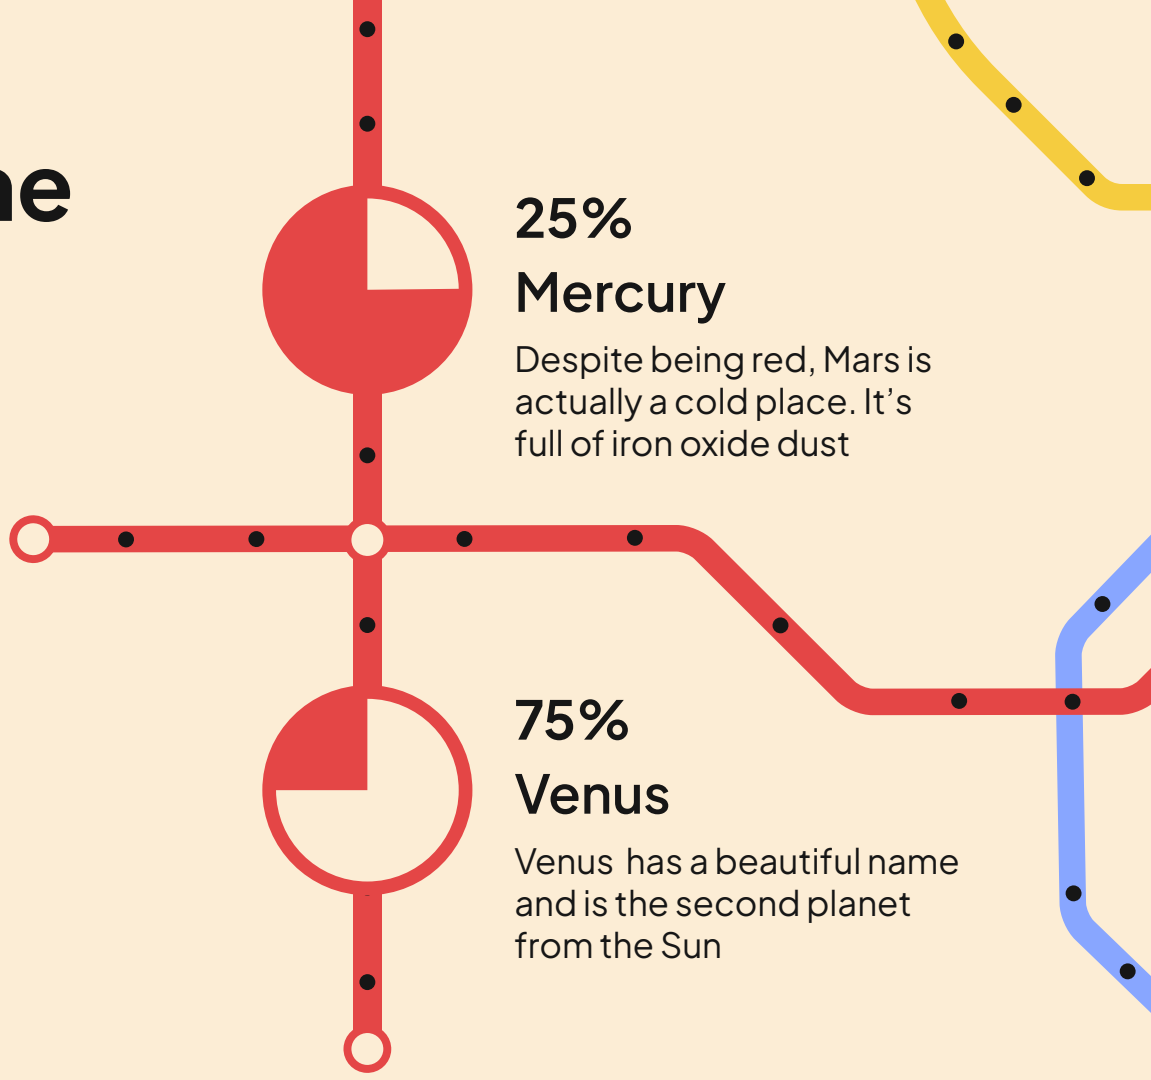 25%
Mercury
Despite being red, Mars is
actually a cold place. It’s
full of iron oxide dust
75%
Venus
Venus  has a beautiful name
and is the second planet
from the Sun